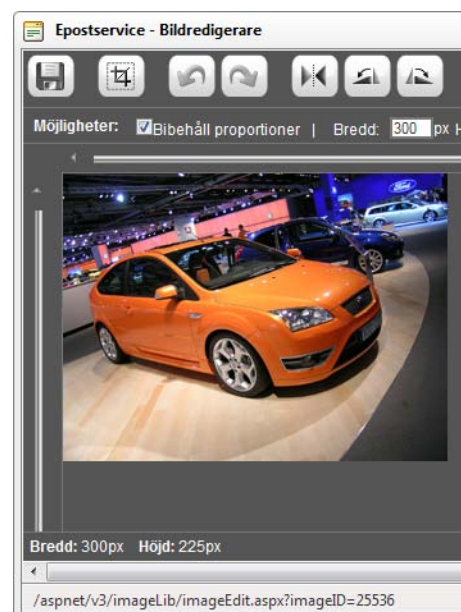 Epostservice - Bildredigerare
Möjligheter: Bibehåll proportioner | Bredd: 300 px H
Ford
Bredd: 300px Höjd: 225px
/aspnet/v3/imageLib/imageEdit.aspx?imageID=25536